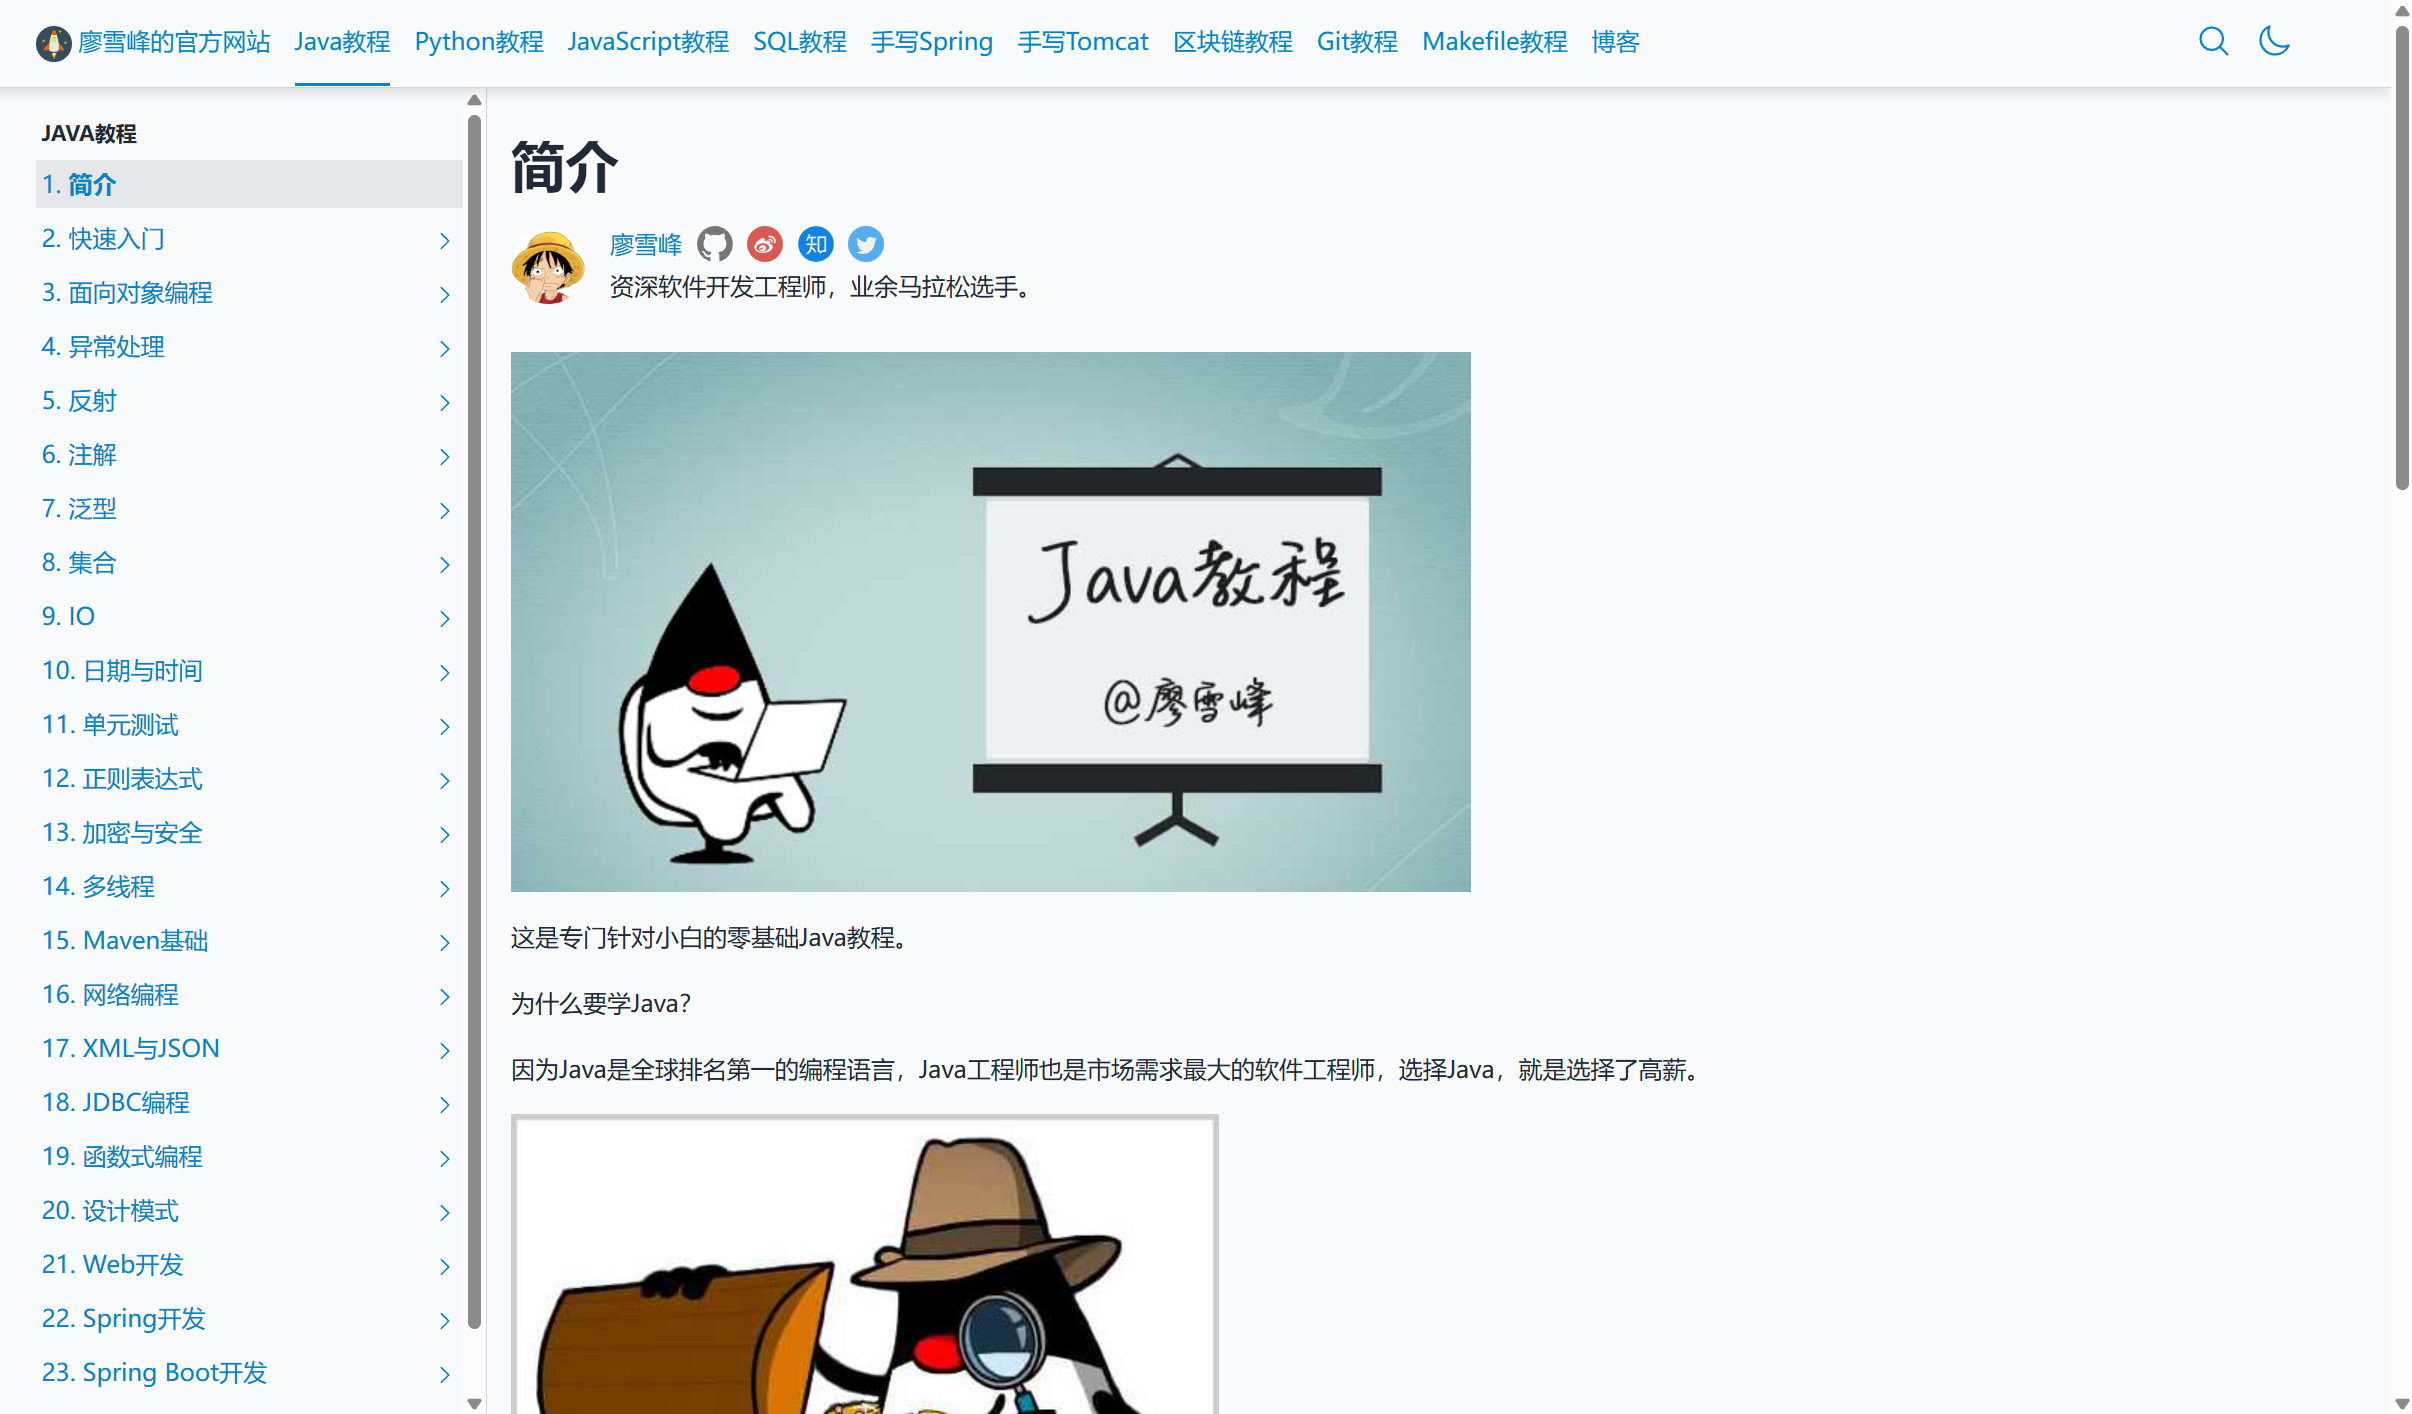 廖雪峰的官方网站 Java教程 Python教程 JavaScript教程 SQL教程 手写Spring 手写Tomcat 区块链教程 Git教程 Makefile教程 博客
JAVA教程
1. 简介
2. 快速入门
3. 面向对象编程
4. 异常处理
5. 反射
6. 注解
7. 泛型
8. 集合
9. IO
10. 日期与时间
11. 单元测试
12. 正则表达式
13. 加密与安全
14. 多线程
15. Maven基础
16. 网络编程
17. XML与JSON
18. JDBC编程
19. 函数式编程
20. 设计模式
21. Web开发
22. Spring开发
23. Spring Boot开发
简介
廖雪峰 知
资深软件开发工程师，业余马拉松选手。
Java教程
@廖雪峰
这是专门针对小白的零基础Java教程。
为什么要学Java？
因为Java是全球排名第一的编程语言，Java工程师也是市场需求最大的软件工程师，选择Java，就是选择了高薪。